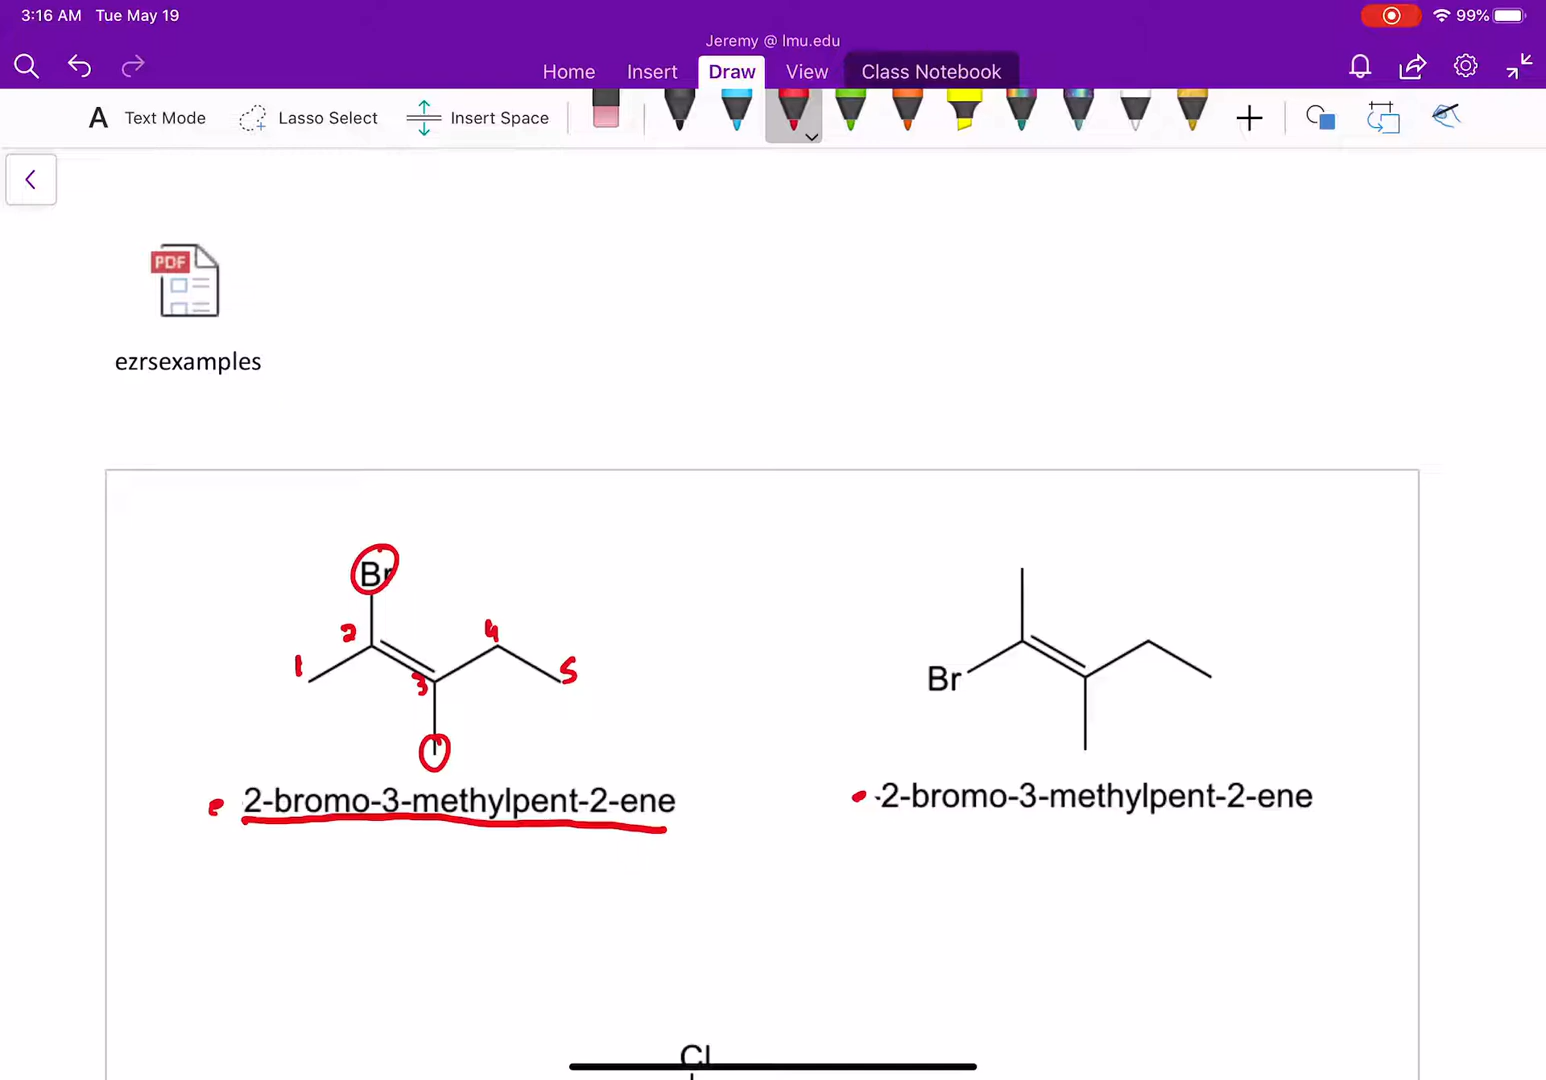 3:16 AM Tue May 19
99%
Jeremy @ lmu.edu
Home Insert Draw View Class Notebook
A Text Mode Lasso Select Insert Space
PDF
ezrsexamples
Br
2 4
1 3 5
Br
2-bromo-3-methylpent-2-ene
-2-bromo-3-methylpent-2-ene
Cl